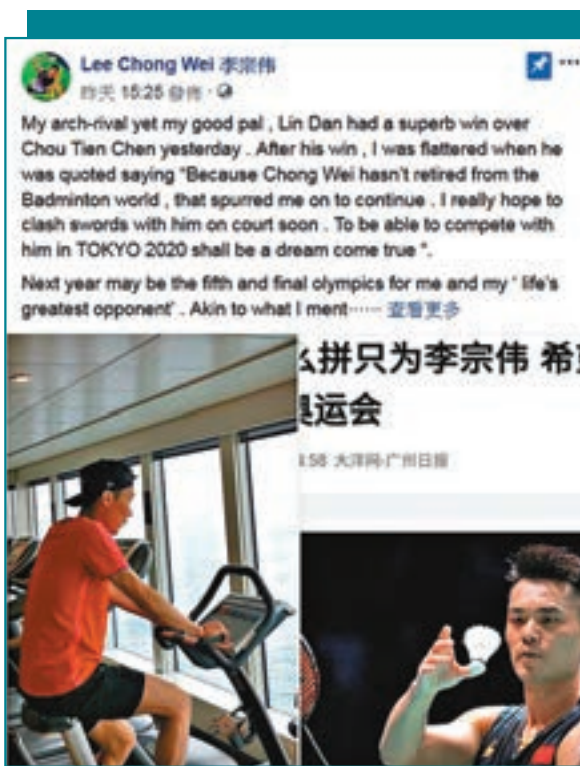 Lee Chong Wei 李宗伟
昨天 15:25 發佈 ·
My arch-rival yet my good pal , Lin Dan had a superb win over
Chou Tien Chen yesterday . After his win , I was flattered when he
was quoted saying "Because Chong Wei hasn't retired from the
Badminton world , that spurred me on to continue . I really hope to
clash swords with him on court soon . To be able to compete with
him in TOKYO 2020 shall be a dream come true ".
Next year may be the fifth and final olympics for me and my ' life's
greatest opponent' . Akin to what I ment…… 查看更多
么拼只为李宗伟 希
奥运会
:58 大洋网-广州日报